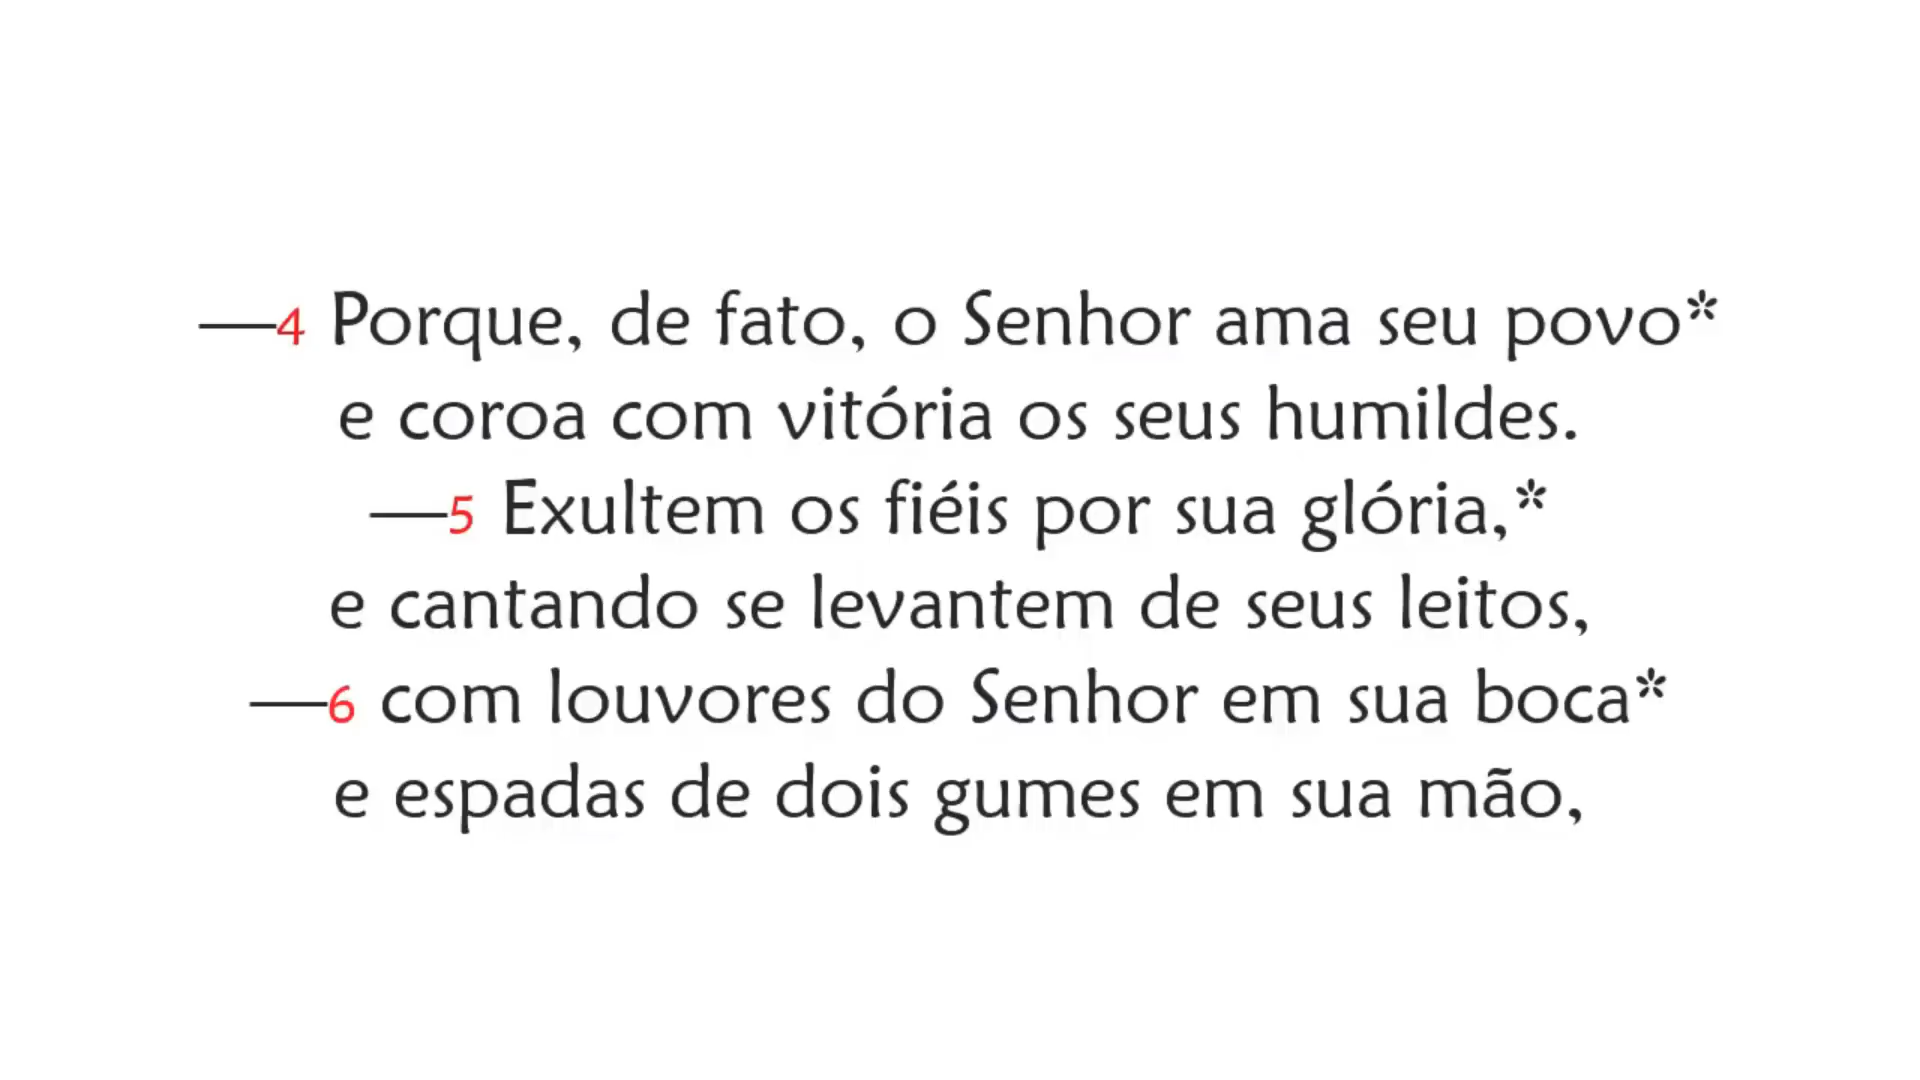 —4 Porque, de fato, o Senhor ama seu povo*
e coroa com vitória os seus humildes.
—5 Exultem os fiéis por sua glória,*
e cantando se levantem de seus leitos,
—6 com louvores do Senhor em sua boca*
e espadas de dois gumes em sua mão,